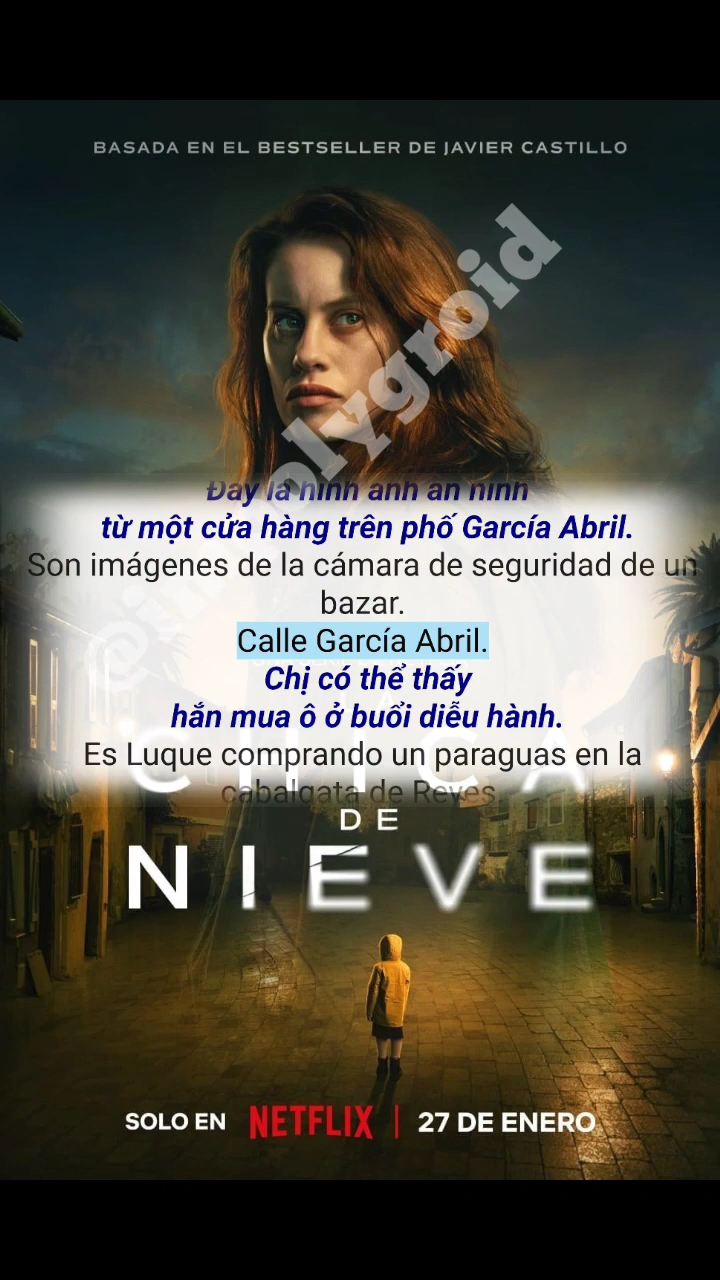 BASADA EN EL BESTSELLER DE JAVIER CASTILLO
@impolygroid
Đây là hình ảnh an ninh
từ một cửa hàng trên phố García Abril.
Son imágenes de la cámara de seguridad de un
bazar.
Calle García Abril.
Chị có thể thấy
hắn mua ô ở buổi diễu hành.
Es Luque comprando un paraguas en la
cabalgata de Reyes.
CHICA
DE
NIEVE
SOLO EN NETFLIX | 27 DE ENERO